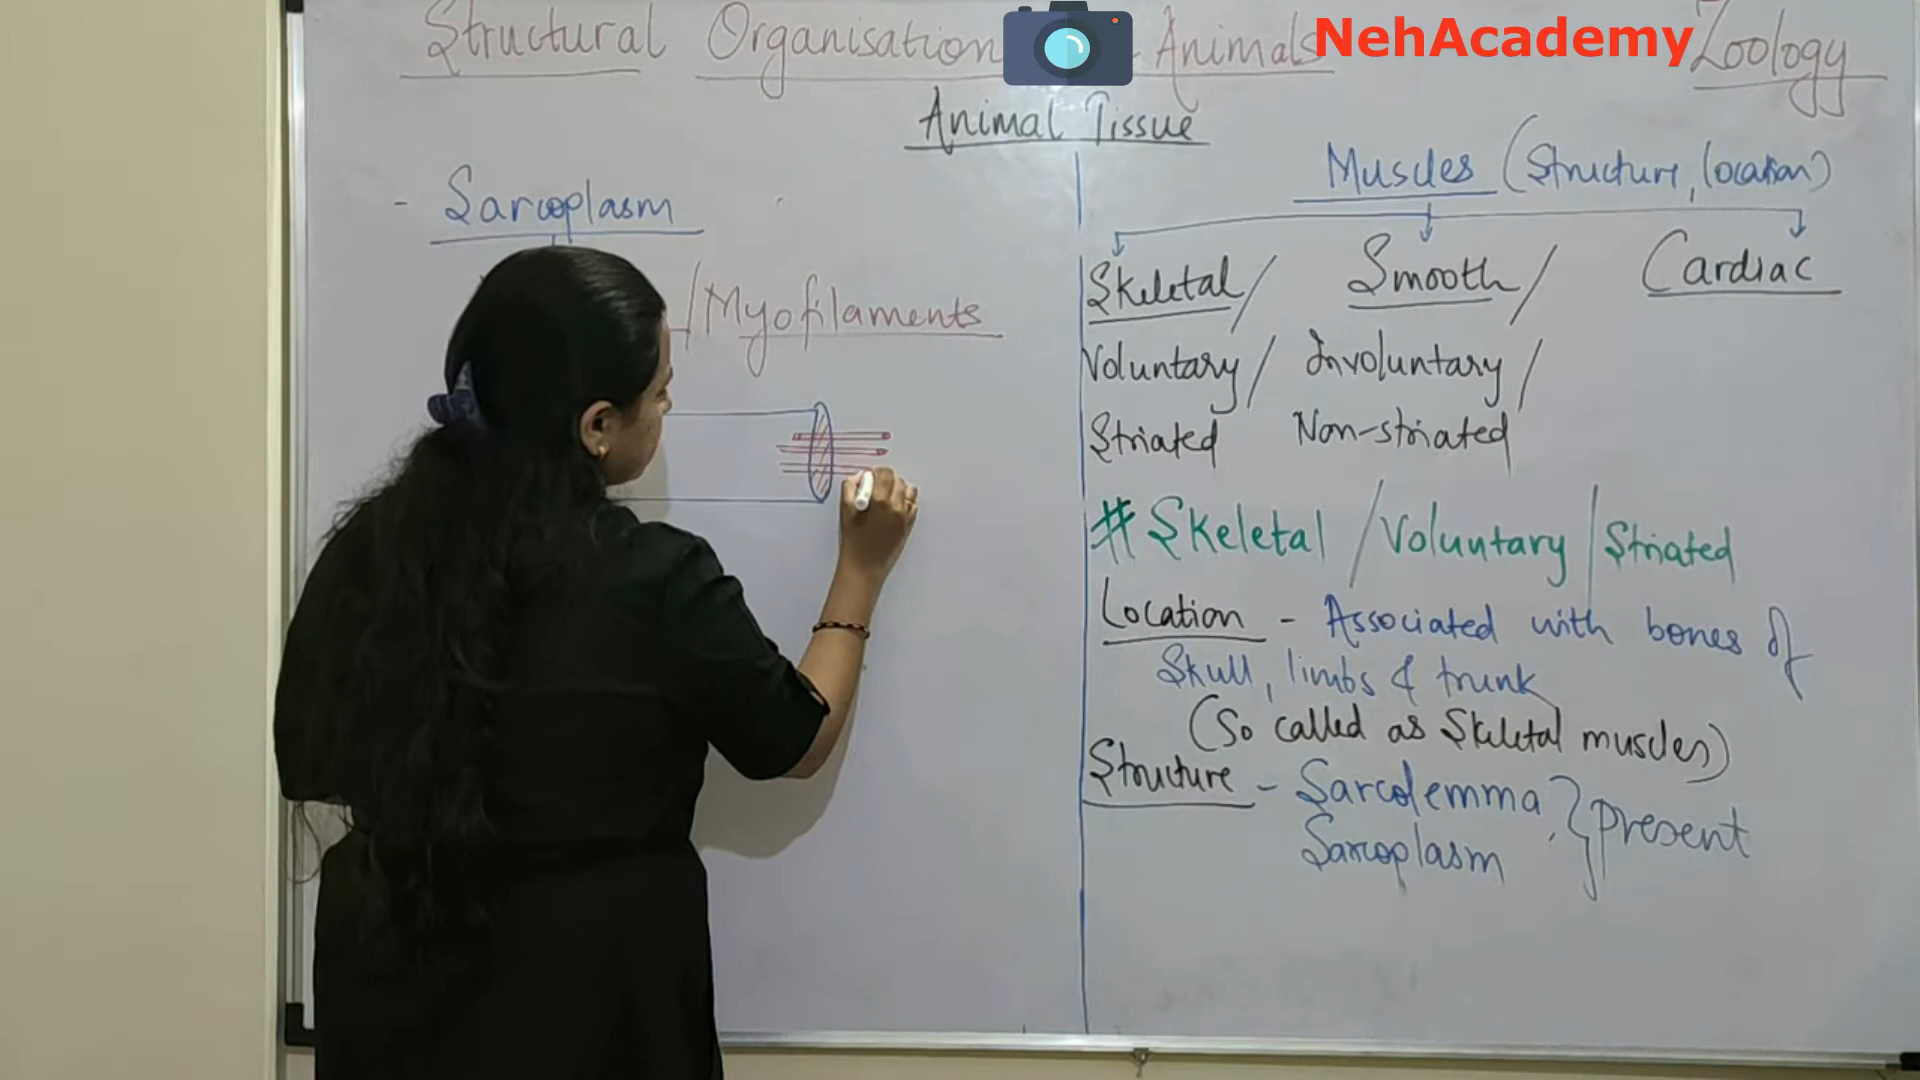 Structural Organisation Animals Zoology
NehAcademy
Animal Tissue
- Sarcoplasm
/Myofilaments
Muscles (Structure, location)
Skeletal/ Smooth/ Cardiac
Voluntary/ Involuntary/
Striated Non-striated
# Skeletal /Voluntary/Striated
Location - Associated with bones of
Skull, limbs & trunk
(So called as Skeletal muscles)
Structure - Sarcolemma, } present
Sarcoplasm